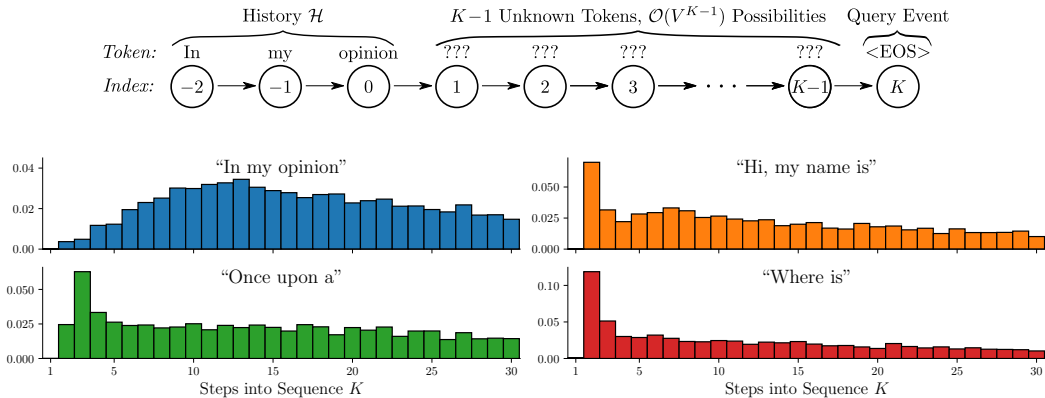 History $\mathcal{H}$ $K-1$ Unknown Tokens, $\mathcal{O}(V^{K-1})$ Possibilities Query Event
Token: In my opinion ??? ??? ??? ??? <EOS>
Index: −2 −1 0 1 2 3 · · · K−1 K
“In my opinion”
0.04
0.02
0.00
“Hi, my name is”
0.050
0.025
0.000
“Once upon a”
0.050
0.025
0.000
1 5 10 15 20 25 30
Steps into Sequence K
“Where is”
0.10
0.05
0.00
1 5 10 15 20 25 30
Steps into Sequence K